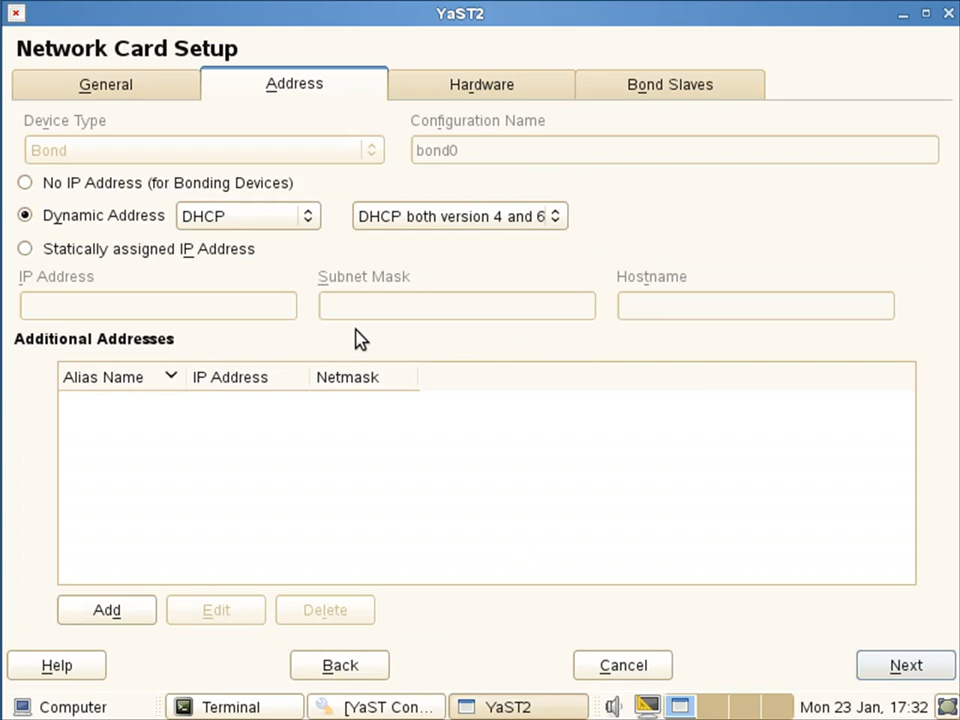 YaST2
Network Card Setup
General Address Hardware Bond Slaves
Device Type Configuration Name
Bond bond0
No IP Address (for Bonding Devices)
Dynamic Address DHCP DHCP both version 4 and 6
Statically assigned IP Address
IP Address Subnet Mask Hostname
Additional Addresses
Alias Name IP Address Netmask
Add Edit Delete
Help Back Cancel Next
Computer Terminal [YaST Con... YaST2 Mon 23 Jan, 17:32